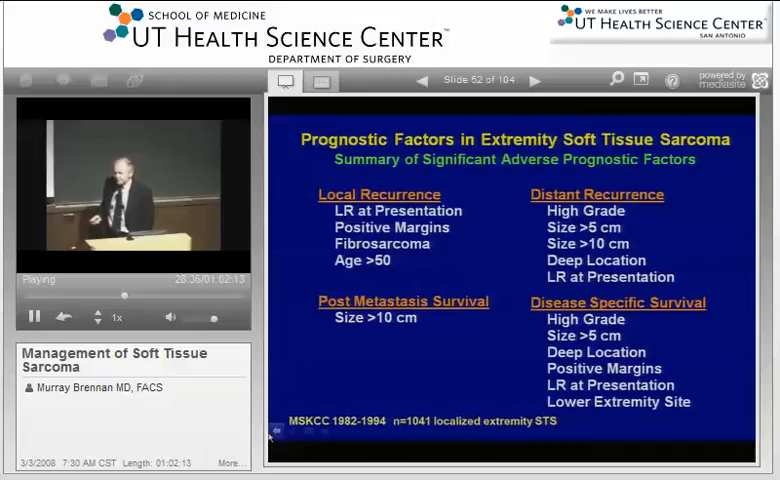 SCHOOL OF MEDICINE
UT HEALTH SCIENCE CENTER™
DEPARTMENT OF SURGERY
WE MAKE LIVES BETTER
UT HEALTH SCIENCE CENTER™
SAN ANTONIO
Slide 52 of 104
powered by
mediasite
Playing
28:36/01:02:13
1x
Management of Soft Tissue
Sarcoma
Murray Brennan MD, FACS
3/3/2008 7:30 AM CST Length: 01:02:13 More...
Prognostic Factors in Extremity Soft Tissue Sarcoma
Summary of Significant Adverse Prognostic Factors
Local Recurrence
LR at Presentation
Positive Margins
Fibrosarcoma
Age >50
Distant Recurrence
High Grade
Size >5 cm
Size >10 cm
Deep Location
LR at Presentation
Post Metastasis Survival
Size >10 cm
Disease Specific Survival
High Grade
Size >5 cm
Deep Location
Positive Margins
LR at Presentation
Lower Extremity Site
MSKCC 1982-1994 n=1041 localized extremity STS